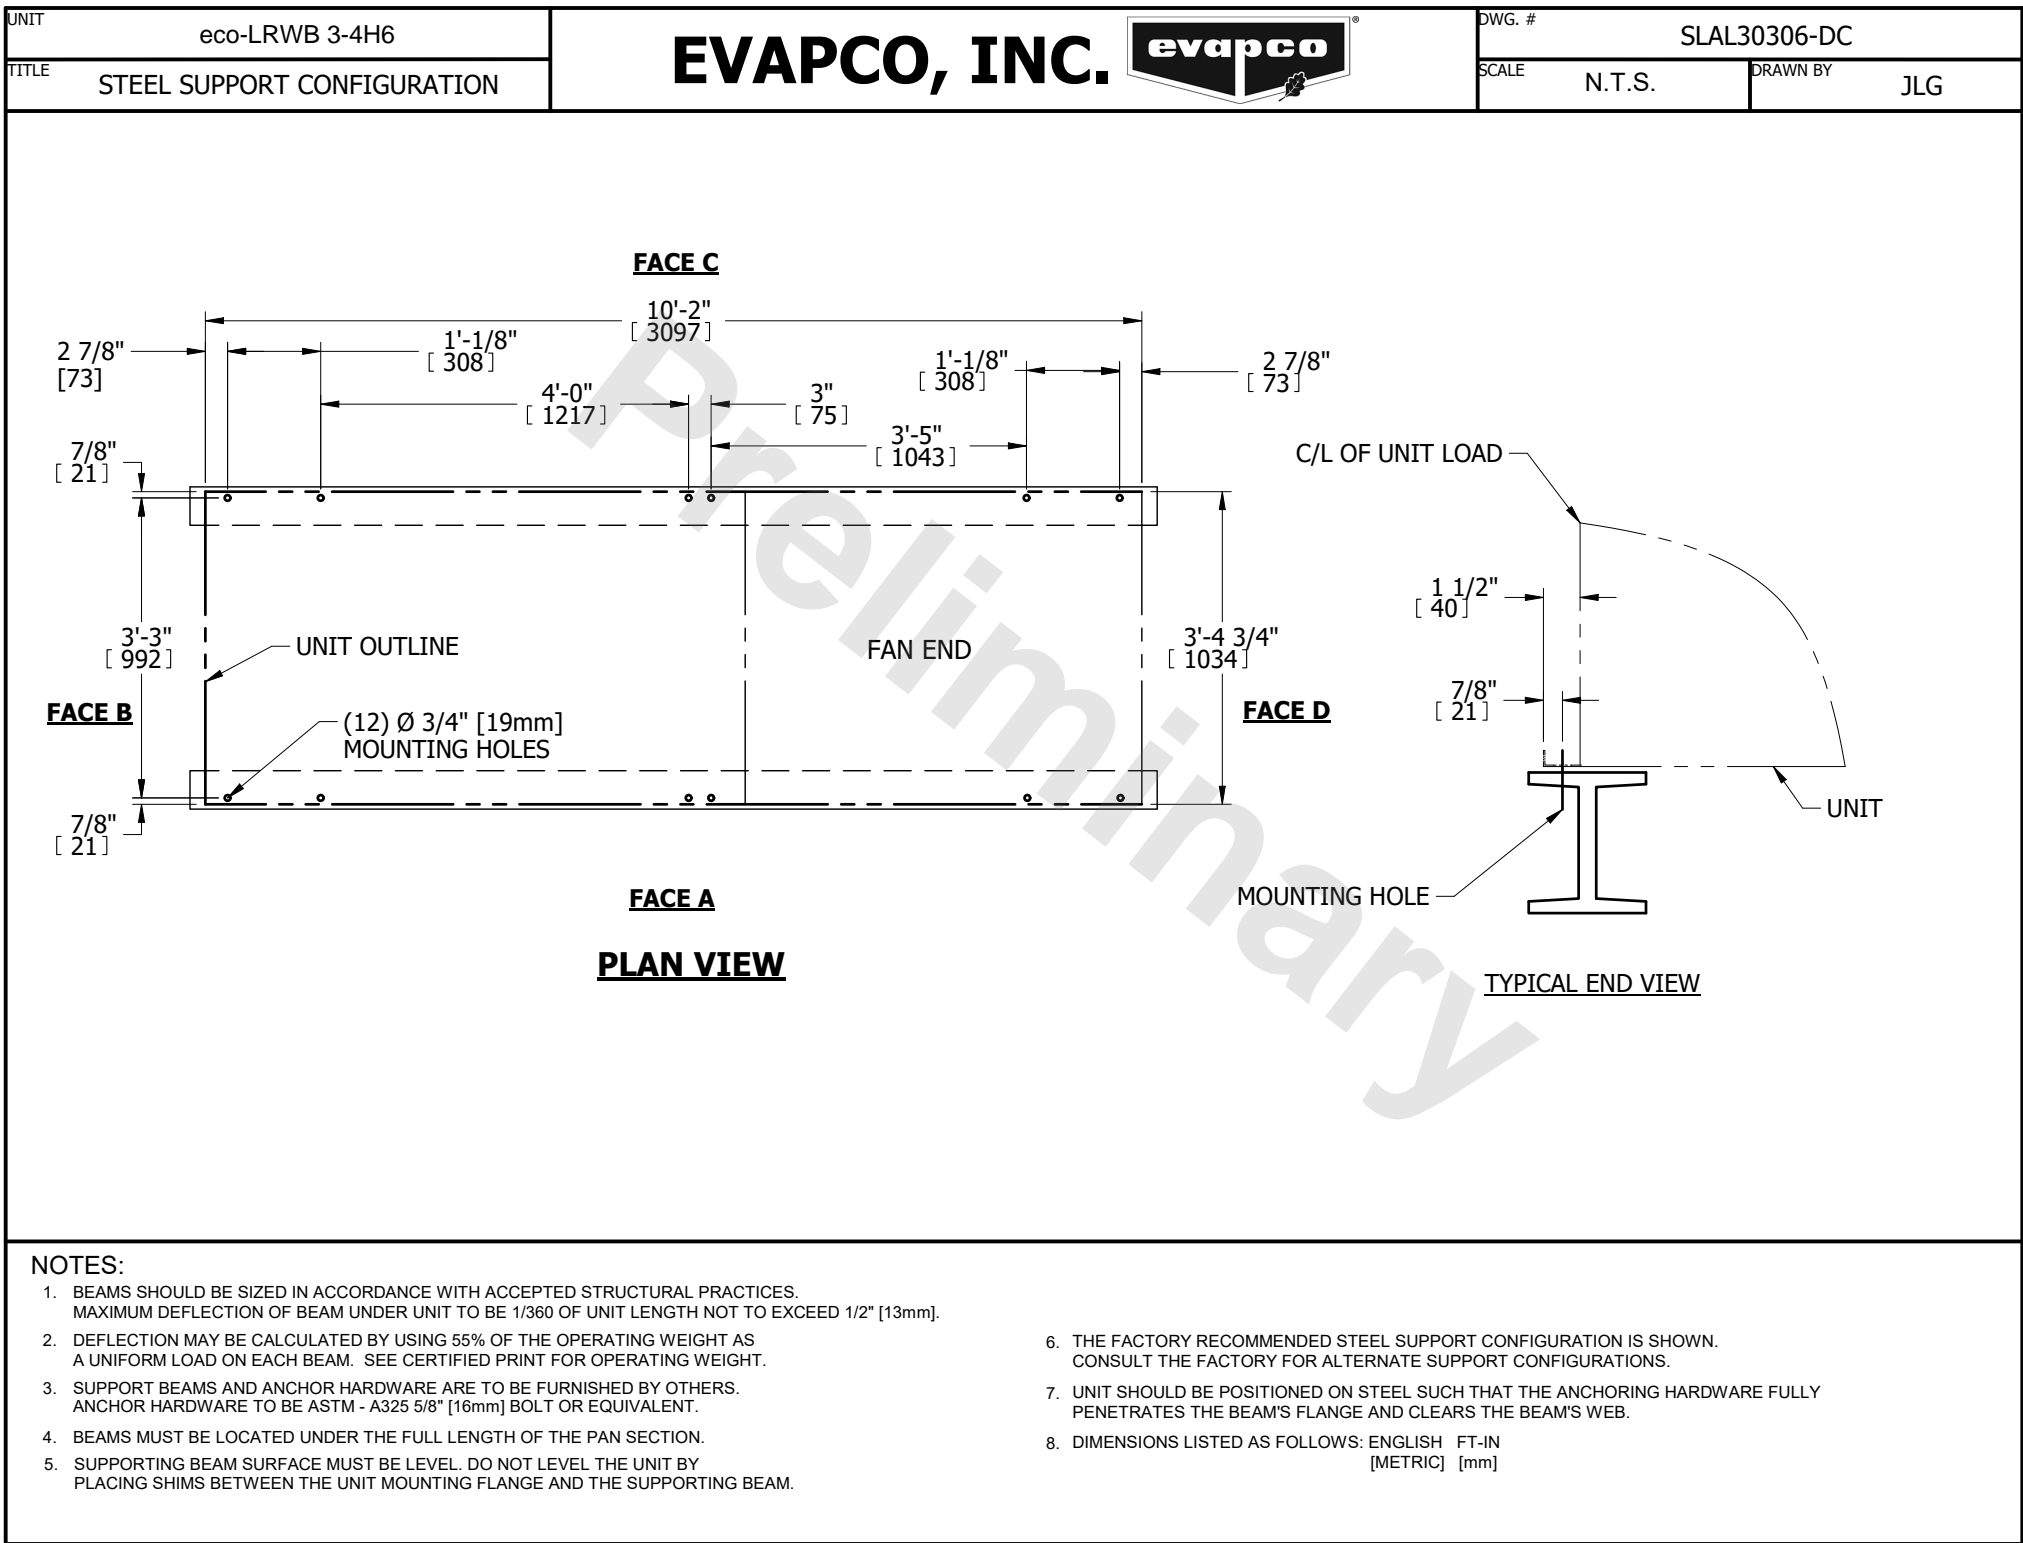 UNIT
eco-LRWB 3-4H6
TITLE
STEEL SUPPORT CONFIGURATION
EVAPCO, INC.
evapco
®
DWG. #
SLAL30306-DC
SCALE
N.T.S.
DRAWN BY
JLG
FACE C
10'-2"
[ 3097]
2 7/8"
[73]
1'-1/8"
[ 308]
4'-0"
[ 1217]
3"
[ 75]
1'-1/8"
[ 308]
2 7/8"
[ 73]
3'-5"
[ 1043]
7/8"
[ 21]
3'-3"
[ 992]
UNIT OUTLINE
FAN END
3'-4 3/4"
[ 1034]
FACE B
(12) Ø 3/4" [19mm]
MOUNTING HOLES
FACE D
7/8"
[ 21]
FACE A
PLAN VIEW
C/L OF UNIT LOAD
1 1/2"
[ 40]
7/8"
[ 21]
UNIT
MOUNTING HOLE
TYPICAL END VIEW
Preliminary
NOTES:
1. BEAMS SHOULD BE SIZED IN ACCORDANCE WITH ACCEPTED STRUCTURAL PRACTICES.
MAXIMUM DEFLECTION OF BEAM UNDER UNIT TO BE 1/360 OF UNIT LENGTH NOT TO EXCEED 1/2" [13mm].
2. DEFLECTION MAY BE CALCULATED BY USING 55% OF THE OPERATING WEIGHT AS
A UNIFORM LOAD ON EACH BEAM. SEE CERTIFIED PRINT FOR OPERATING WEIGHT.
3. SUPPORT BEAMS AND ANCHOR HARDWARE ARE TO BE FURNISHED BY OTHERS.
ANCHOR HARDWARE TO BE ASTM - A325 5/8" [16mm] BOLT OR EQUIVALENT.
4. BEAMS MUST BE LOCATED UNDER THE FULL LENGTH OF THE PAN SECTION.
5. SUPPORTING BEAM SURFACE MUST BE LEVEL. DO NOT LEVEL THE UNIT BY
PLACING SHIMS BETWEEN THE UNIT MOUNTING FLANGE AND THE SUPPORTING BEAM.
6. THE FACTORY RECOMMENDED STEEL SUPPORT CONFIGURATION IS SHOWN.
CONSULT THE FACTORY FOR ALTERNATE SUPPORT CONFIGURATIONS.
7. UNIT SHOULD BE POSITIONED ON STEEL SUCH THAT THE ANCHORING HARDWARE FULLY
PENETRATES THE BEAM'S FLANGE AND CLEARS THE BEAM'S WEB.
8. DIMENSIONS LISTED AS FOLLOWS: ENGLISH FT-IN
[METRIC] [mm]